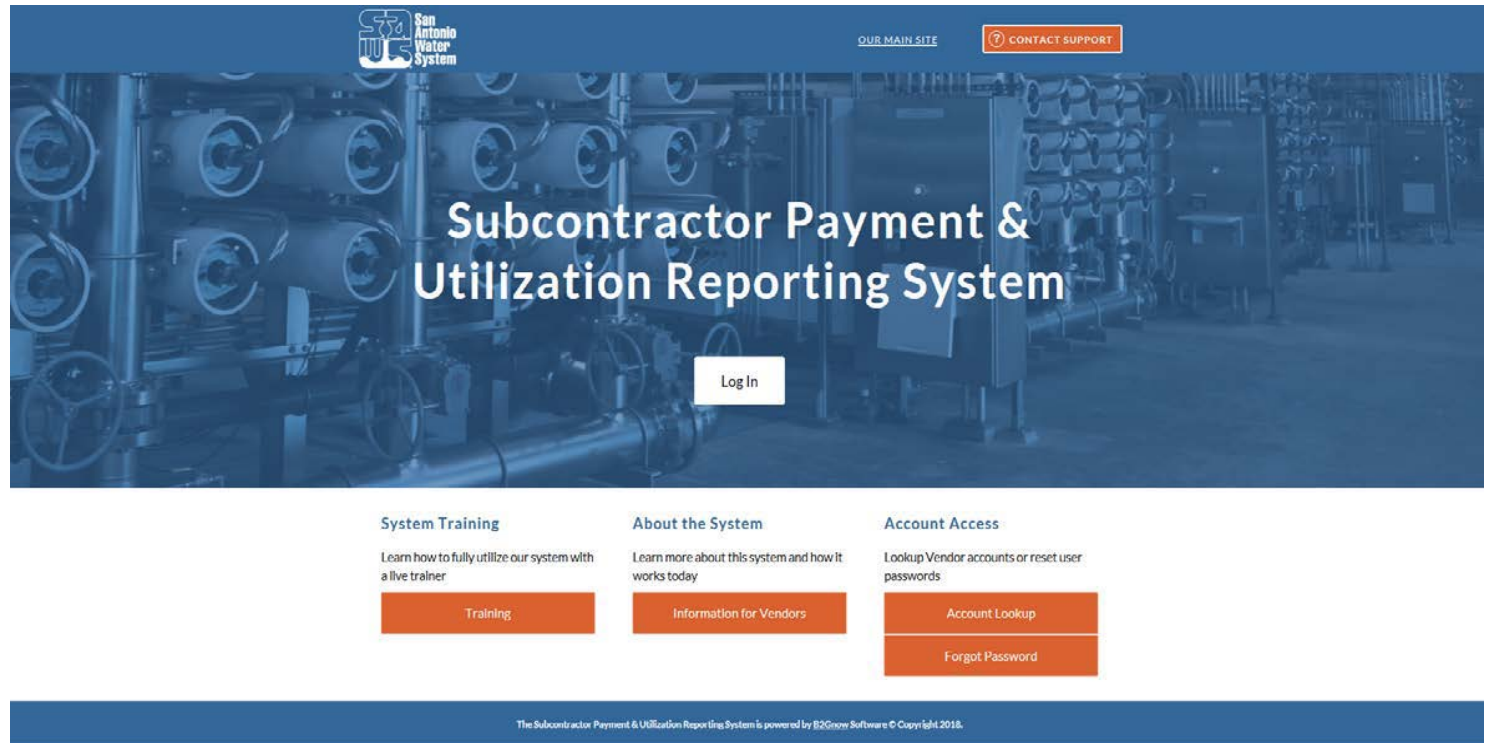 San
Antonio
Water
System
OUR MAIN SITE
? CONTACT SUPPORT
Subcontractor Payment &
Utilization Reporting System
Log In
System Training
Learn how to fully utilize our system with
a live trainer
Training
About the System
Learn more about this system and how it
works today
Information for Vendors
Account Access
Lookup Vendor accounts or reset user
passwords
Account Lookup
Forgot Password
The Subcontractor Payment & Utilization Reporting System is powered by B2Gnow Software © Copyright 2018.